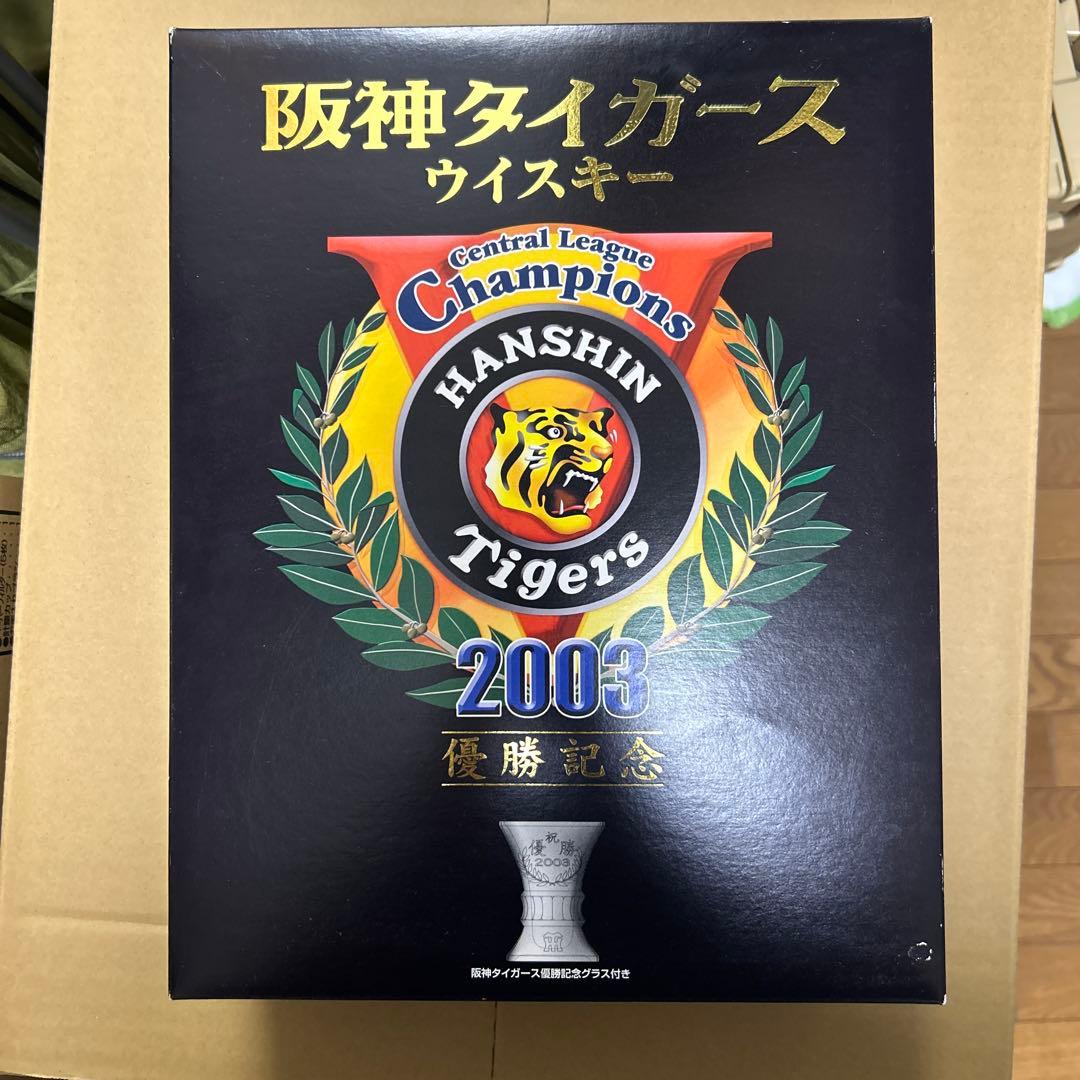 阪神タイガース
ウイスキー
Central League
Champions
HANSHIN
Tigers
2003
優勝記念
祝
優勝
2003
阪神タイガース優勝記念グラス付き